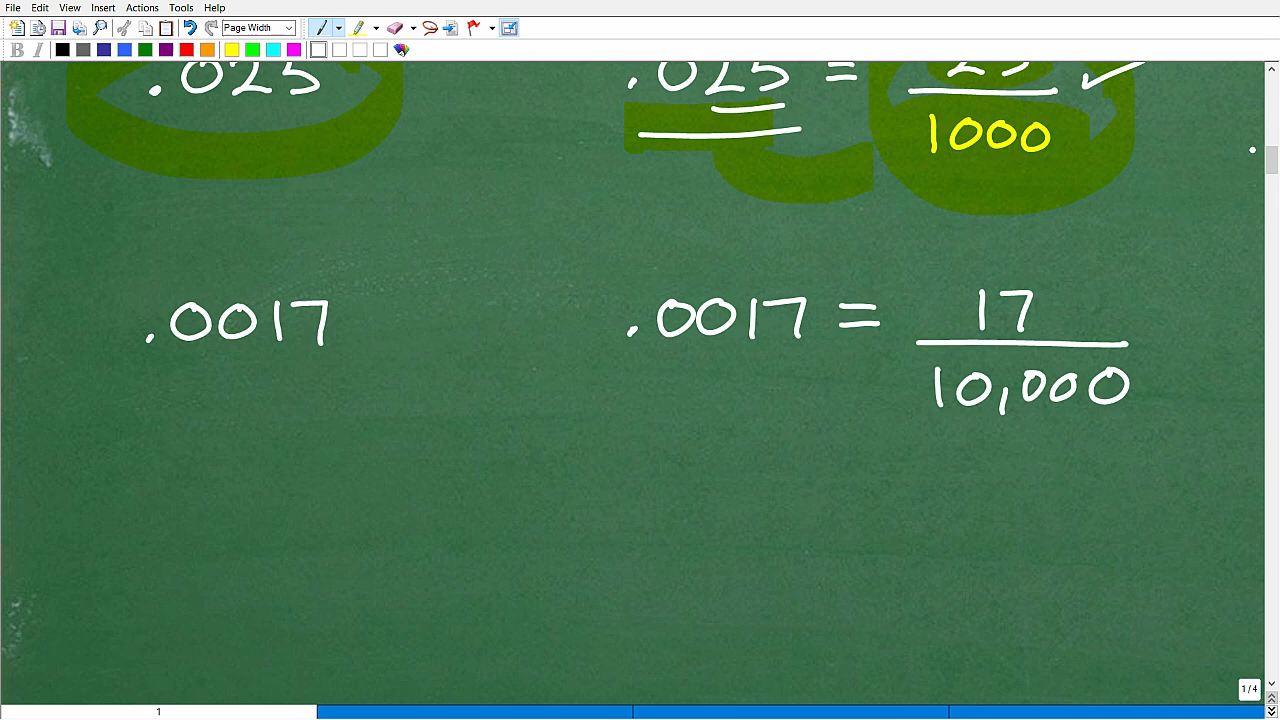 File Edit View Insert Actions Tools Help
Page Width
B I
.025 .025 = 25
1000
.0017 .0017 = 17
10,000
1/4
1